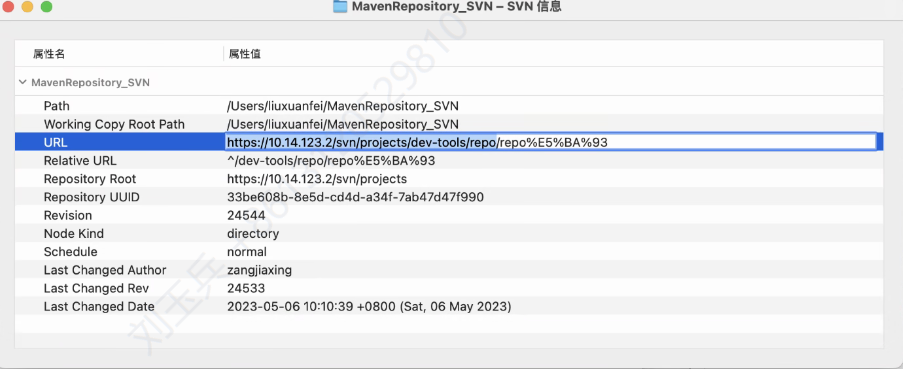 MavenRepository_SVN – SVN 信息
属性名 属性值
MavenRepository_SVN
Path /Users/liuxuanfei/MavenRepository_SVN
Working Copy Root Path /Users/liuxuanfei/MavenRepository_SVN
URL https://10.14.123.2/svn/projects/dev-tools/repo/repo%E5%BA%93
Relative URL ^/dev-tools/repo/repo%E5%BA%93
Repository Root https://10.14.123.2/svn/projects
Repository UUID 33be608b-8e5d-cd4d-a34f-7ab47d47f990
Revision 24544
Node Kind directory
Schedule normal
Last Changed Author zangjiaxing
Last Changed Rev 24533
Last Changed Date 2023-05-06 10:10:39 +0800 (Sat, 06 May 2023)
刘玉兵